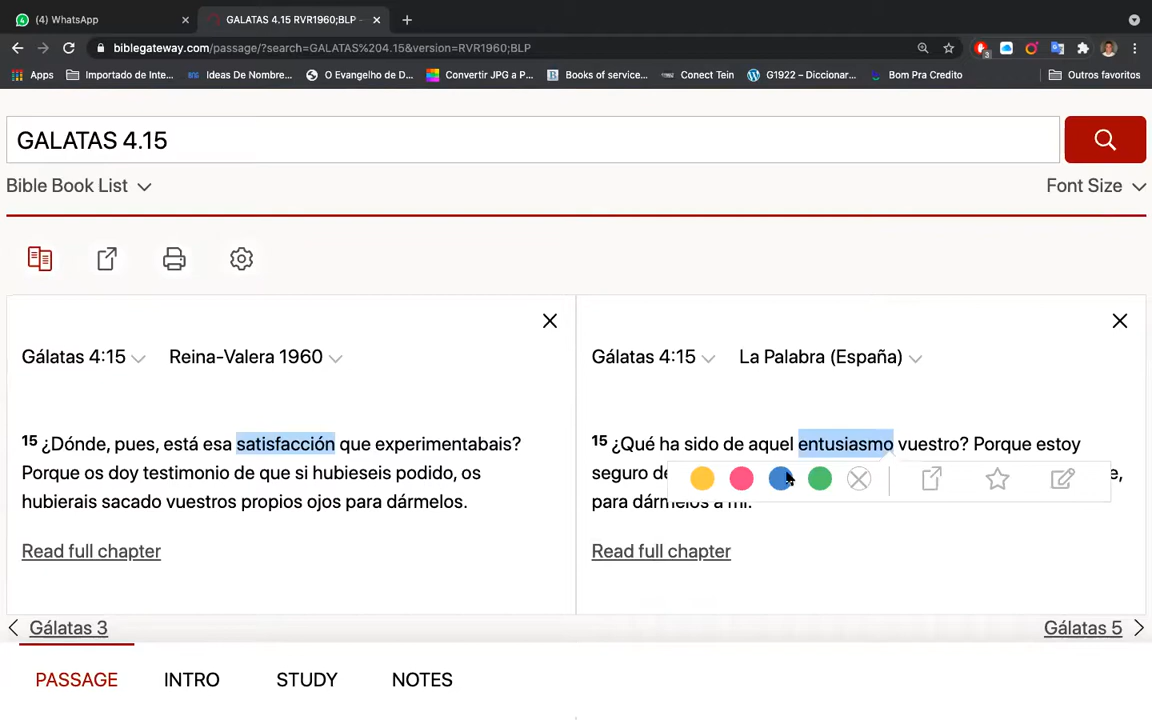 (4) WhatsApp
GALATAS 4.15 RVR1960;BLP -
biblegateway.com/passage/?search=GALATAS%204.15&version=RVR1960;BLP
3
Apps
Importado de Inte...
Ideas De Nombre...
O Evangelho de D...
Convertir JPG a P...
Books of service...
Conect Tein
G1922 – Diccionar...
Bom Pra Credito
Outros favoritos
GALATAS 4.15
Bible Book List
Font Size
Gálatas 4:15 Reina-Valera 1960
15 ¿Dónde, pues, está esa satisfacción que experimentabais?
Porque os doy testimonio de que si hubieseis podido, os
hubierais sacado vuestros propios ojos para dármelos.
Read full chapter
Gálatas 4:15 La Palabra (España)
15 ¿Qué ha sido de aquel entusiasmo vuestro? Porque estoy
seguro de
para dármelos a mí.
Read full chapter
Gálatas 3
Gálatas 5
PASSAGE INTRO STUDY NOTES